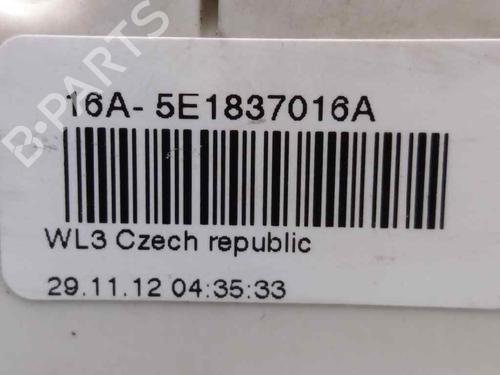 B-PARTS
16A- 5E1837016A
WL3 Czech republic
29.11.12 04:35:33